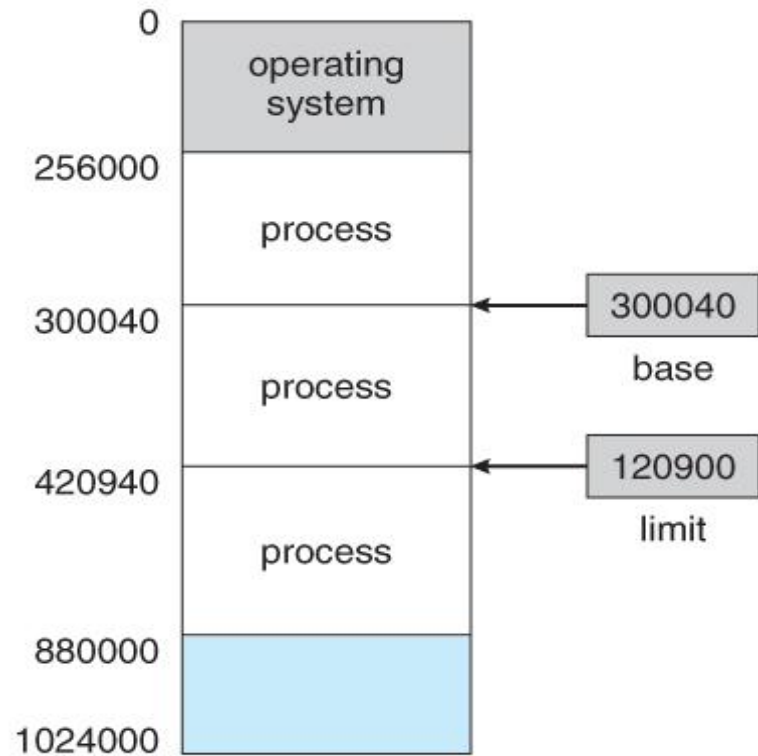 0
operating
system
256000
process
300040
300040
base
process
120900
420940
limit
process
880000
1024000